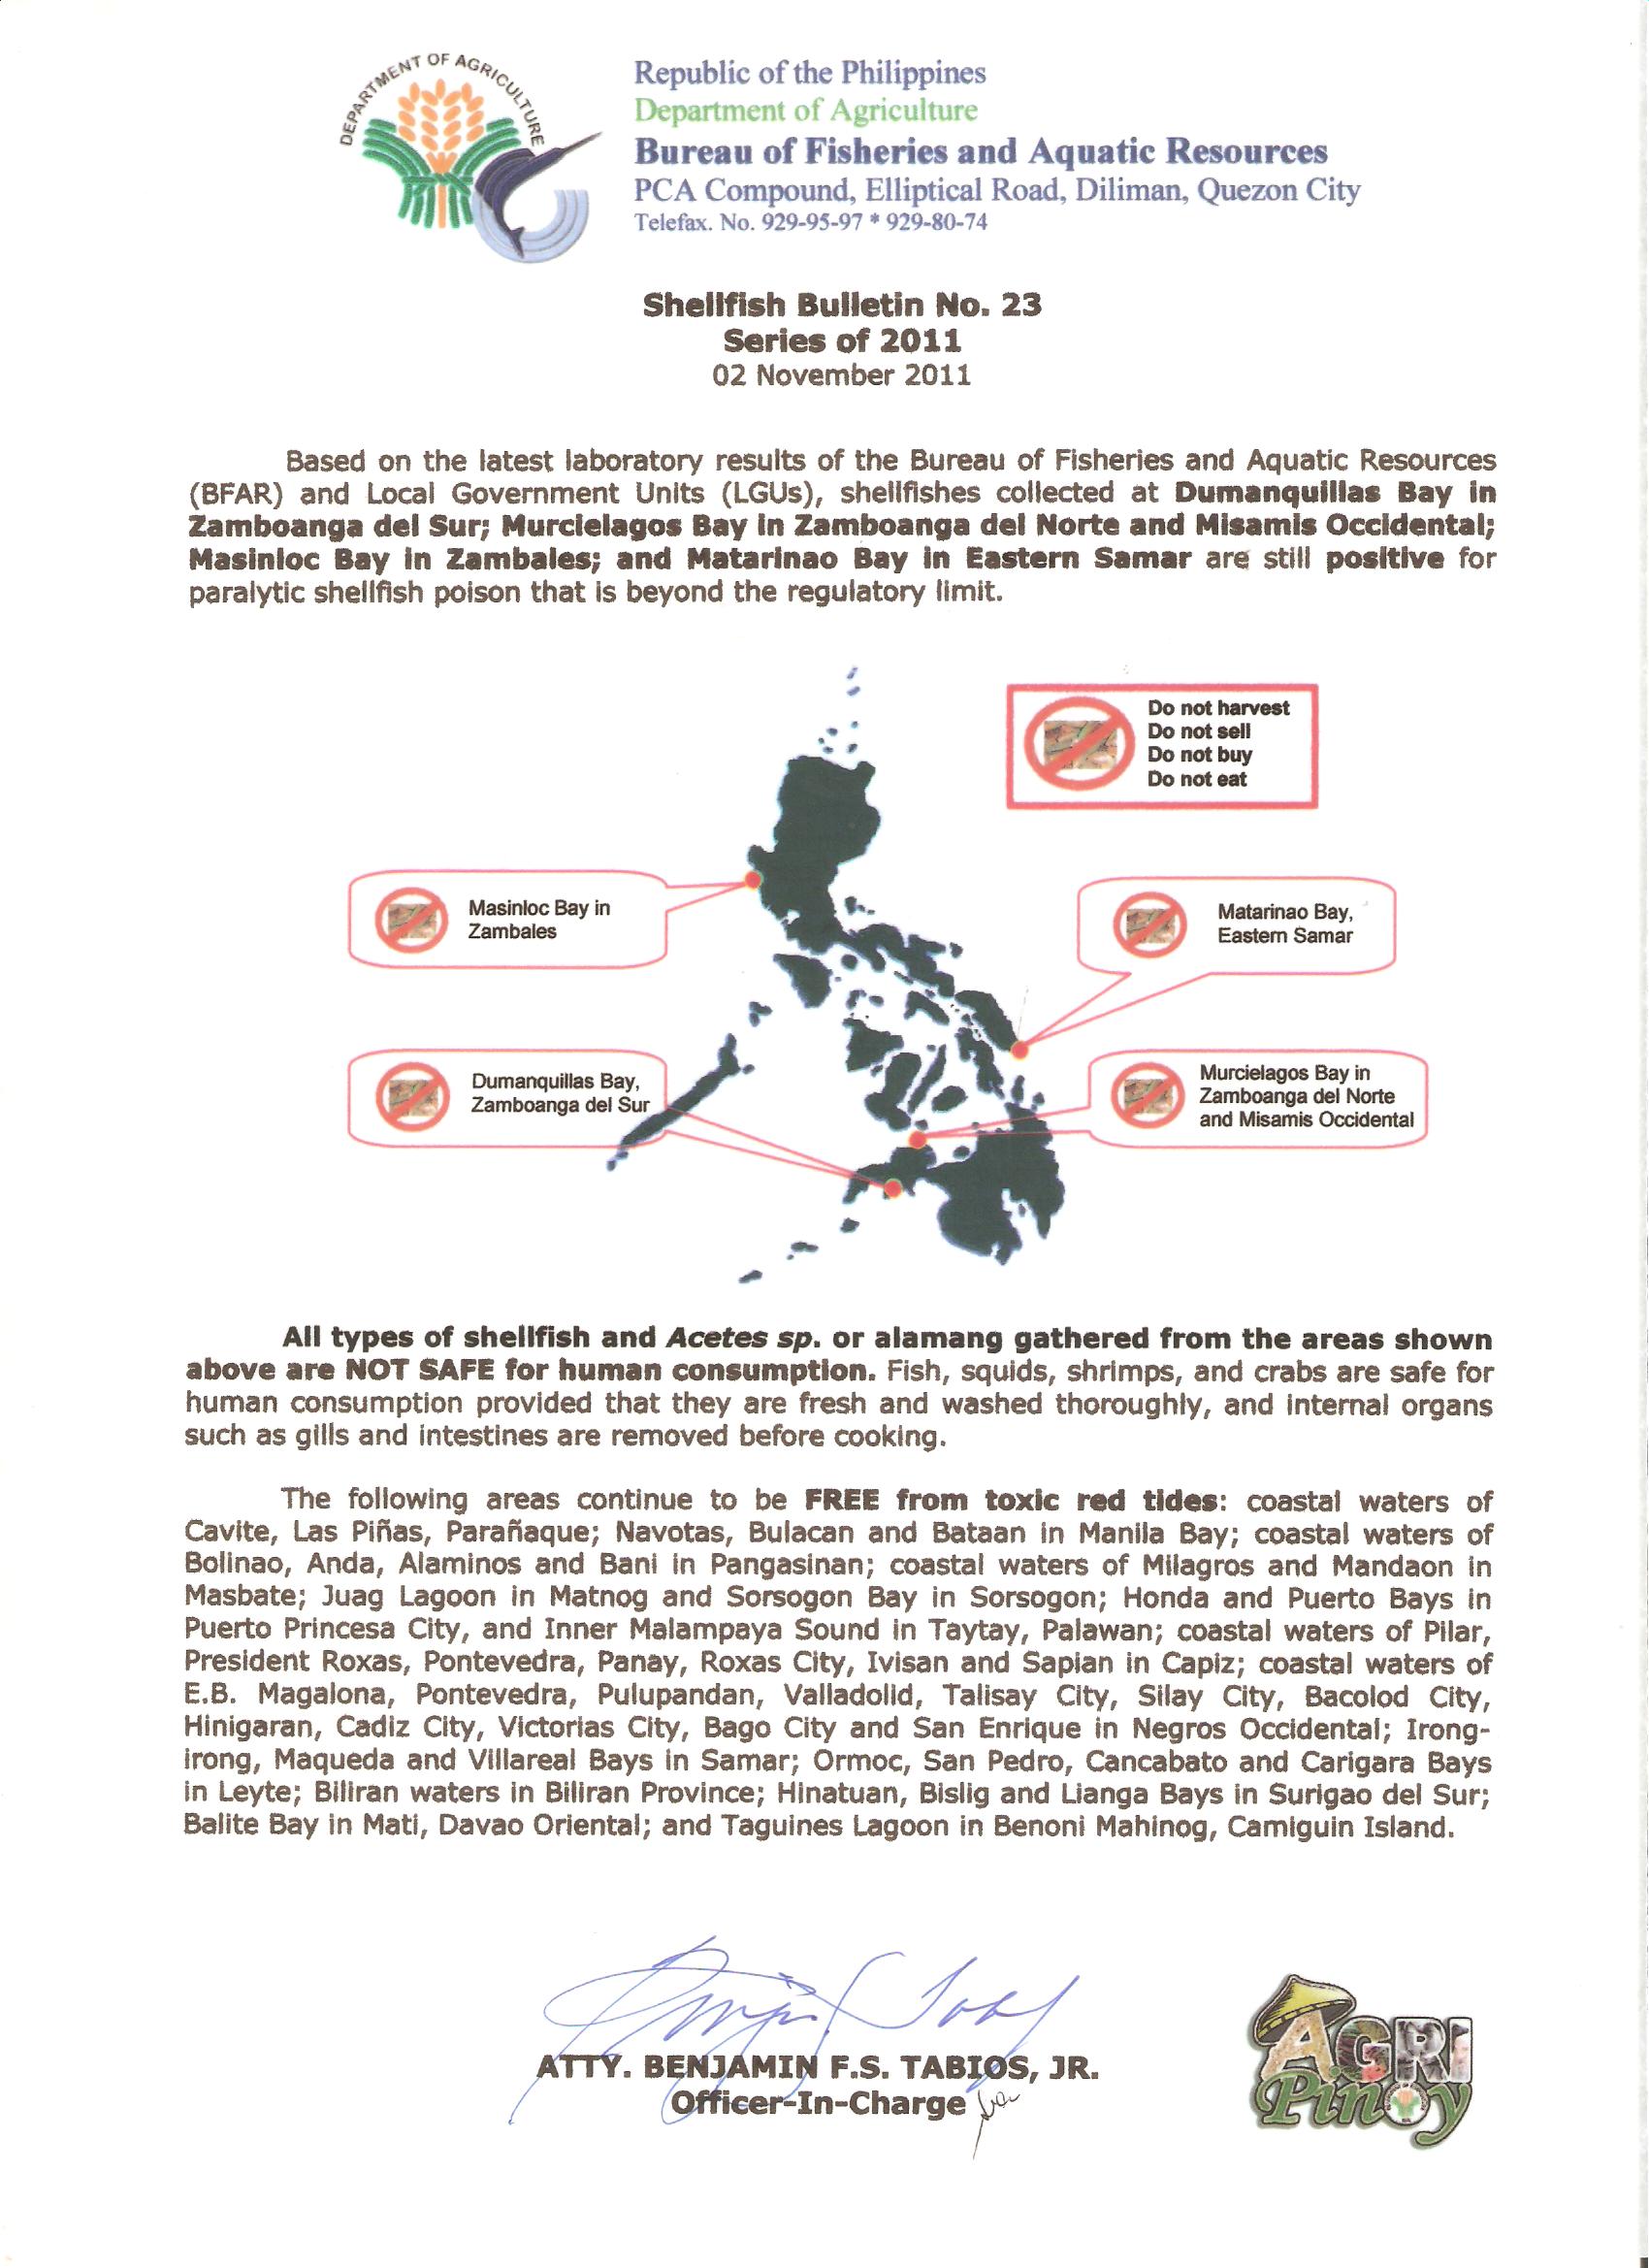 DEPARTMENT OF AGRICULTURE
Republic of the Philippines
Department of Agriculture
Bureau of Fisheries and Aquatic Resources
PCA Compound, Elliptical Road, Diliman, Quezon City
Telefax. No. 929-95-97 * 929-80-74
Shellfish Bulletin No. 23
Series of 2011
02 November 2011
Based on the latest laboratory results of the Bureau of Fisheries and Aquatic Resources
(BFAR) and Local Government Units (LGUs), shellfishes collected at Dumanquillas Bay in
Zamboanga del Sur; Murcielagos Bay in Zamboanga del Norte and Misamis Occidental;
Masinloc Bay in Zambales; and Matarinao Bay in Eastern Samar are still positive for
paralytic shellfish poison that is beyond the regulatory limit.
Do not harvest
Do not sell
Do not buy
Do not eat
Masinloc Bay in
Zambales
Matarinao Bay,
Eastern Samar
Dumanquillas Bay,
Zamboanga del Sur
Murcielagos Bay in
Zamboanga del Norte
and Misamis Occidental
All types of shellfish and Acetes sp. or alamang gathered from the areas shown
above are NOT SAFE for human consumption. Fish, squids, shrimps, and crabs are safe for
human consumption provided that they are fresh and washed thoroughly, and internal organs
such as gills and intestines are removed before cooking.
The following areas continue to be FREE from toxic red tides: coastal waters of
Cavite, Las Piñas, Parañaque; Navotas, Bulacan and Bataan in Manila Bay; coastal waters of
Bolinao, Anda, Alaminos and Bani in Pangasinan; coastal waters of Milagros and Mandaon in
Masbate; Juag Lagoon in Matnog and Sorsogon Bay in Sorsogon; Honda and Puerto Bays in
Puerto Princesa City, and Inner Malampaya Sound in Taytay, Palawan; coastal waters of Pilar,
President Roxas, Pontevedra, Panay, Roxas City, Ivisan and Sapian in Capiz; coastal waters of
E.B. Magalona, Pontevedra, Pulupandan, Valladolid, Talisay City, Silay City, Bacolod City,
Hinigaran, Cadiz City, Victorias City, Bago City and San Enrique in Negros Occidental; Irong-
irong, Maqueda and Villareal Bays in Samar; Ormoc, San Pedro, Cancabato and Carigara Bays
in Leyte; Biliran waters in Biliran Province; Hinatuan, Bislig and Lianga Bays in Surigao del Sur;
Balite Bay in Mati, Davao Oriental; and Taguines Lagoon in Benoni Mahinog, Camiguin Island.
ATTY. BENJAMIN F.S. TABIOS, JR.
Officer-In-Charge
AGRI
Pinoy